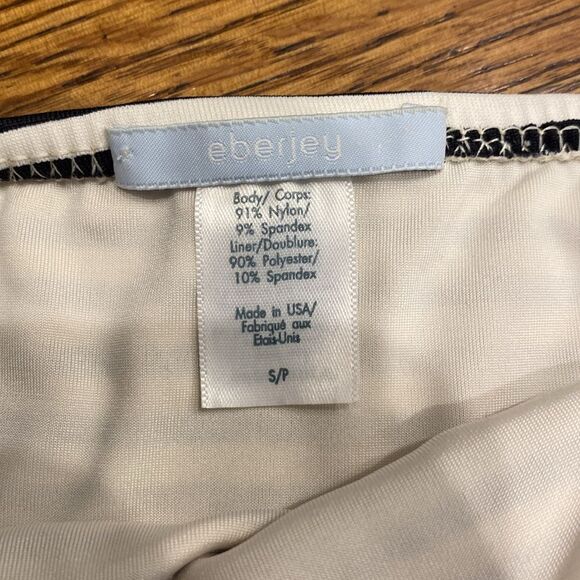 eberjey
Body/ Corps:
91% Nylon/
9% Spandex
Liner/Doublure:
90% Polyester/
10% Spandex
Made in USA/
Fabriqué aux
Etais-Unis
S/P